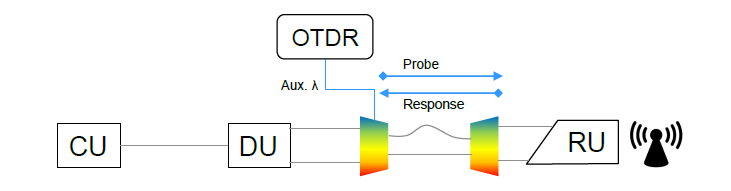 OTDR
Probe
Aux. λ
Response
CU
DU
RU